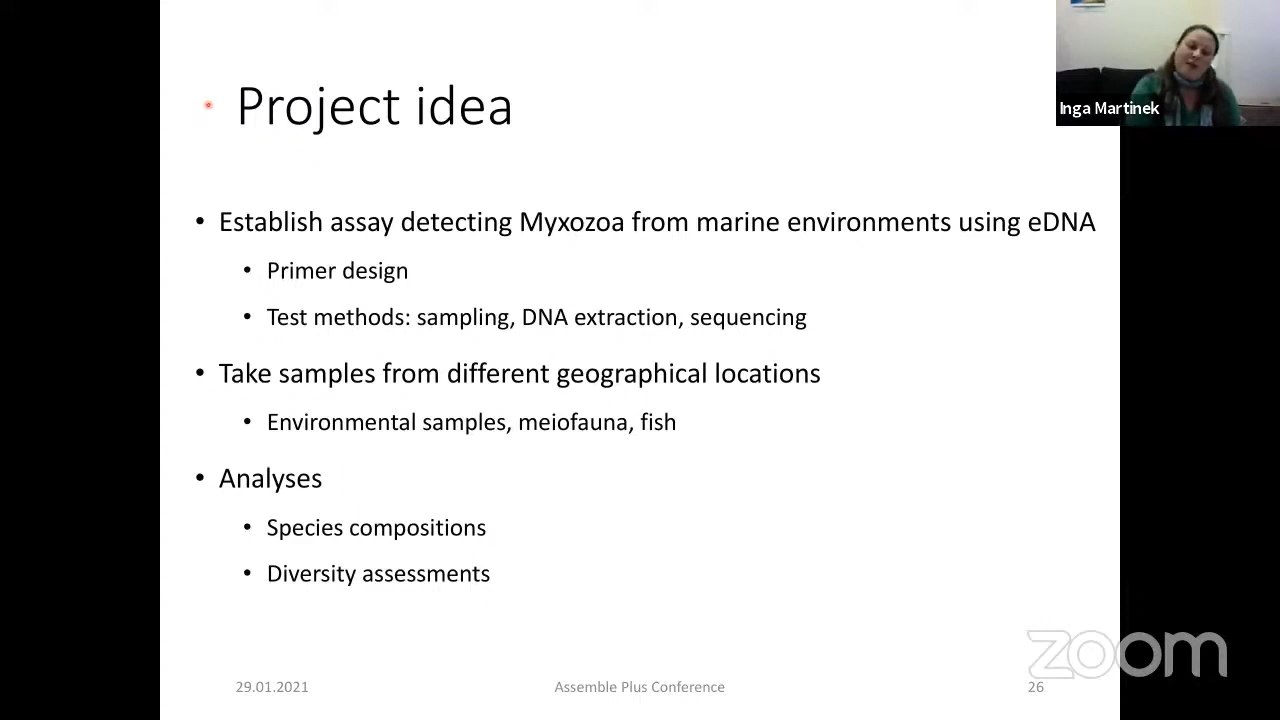 Project idea
Inga Martinek
• Establish assay detecting Myxozoa from marine environments using eDNA
• Primer design
• Test methods: sampling, DNA extraction, sequencing
• Take samples from different geographical locations
• Environmental samples, meiofauna, fish
• Analyses
• Species compositions
• Diversity assessments
zoom
29.01.2021 Assemble Plus Conference 26